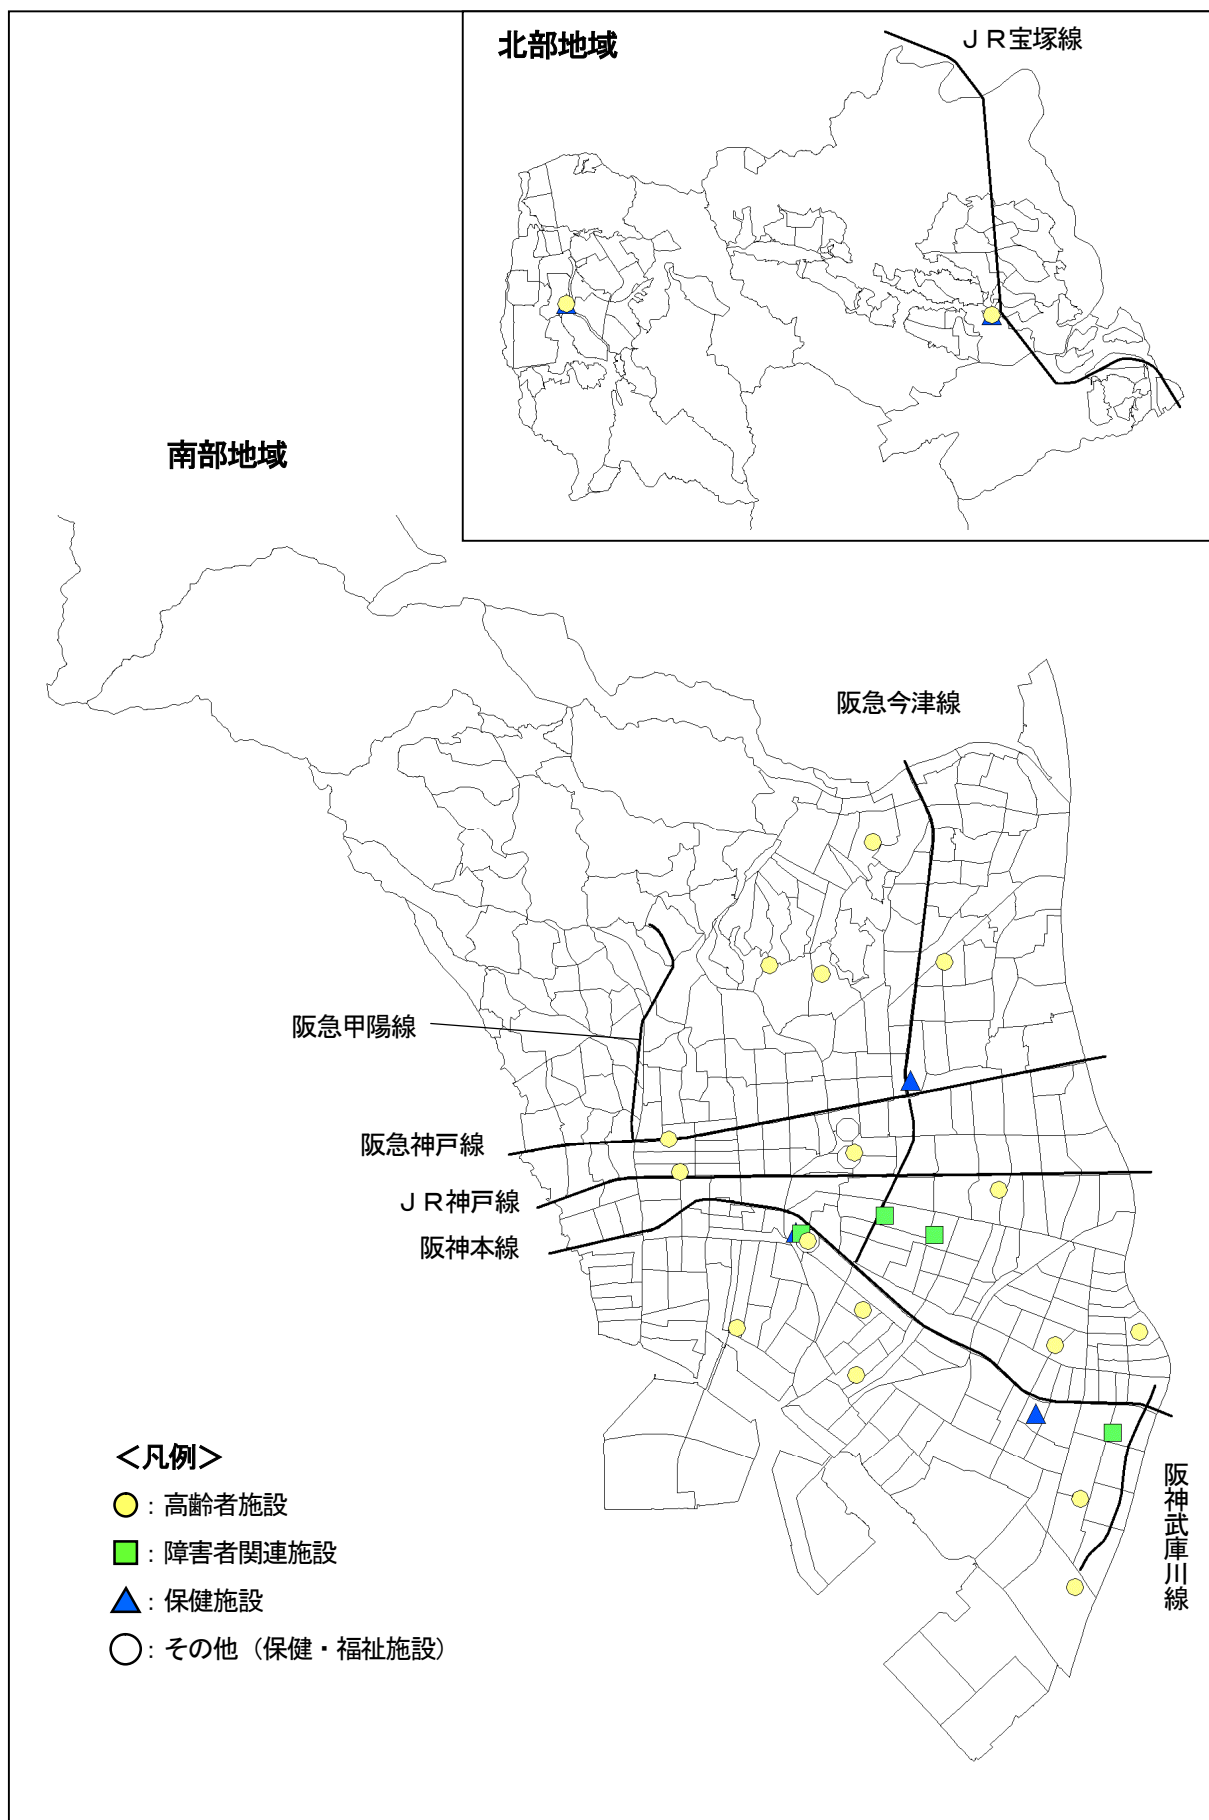 北部地域
ＪＲ宝塚線
南部地域
阪急今津線
阪急甲陽線
阪急神戸線
ＪＲ神戸線
阪神本線
阪神武庫川線
＜凡例＞
：高齢者施設
：障害者関連施設
：保健施設
：その他（保健・福祉施設）